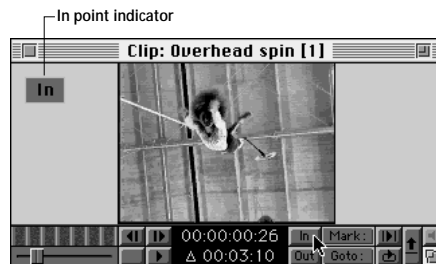 In point indicator
Clip: Overhead spin [1]
In
00:00:00:26
In
Mark:
Δ 00:03:10
Out
Goto: